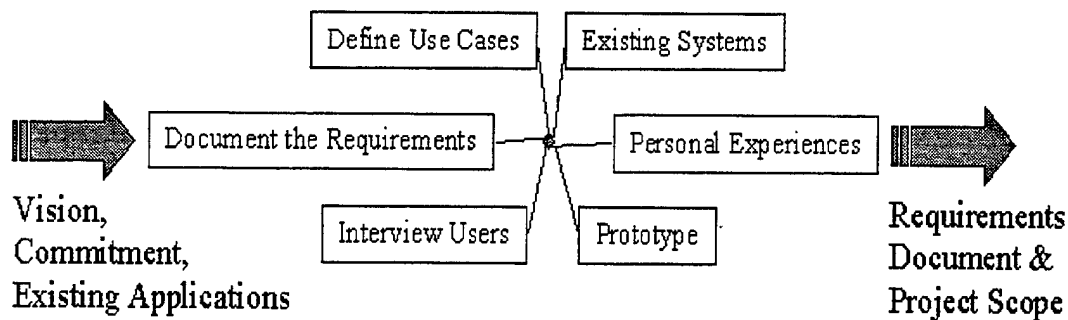 Define Use Cases
Existing Systems
Document the Requirements
Personal Experiences
Interview Users
Prototype
Vision,
Commitment,
Existing Applications
Requirements
Document &
Project Scope